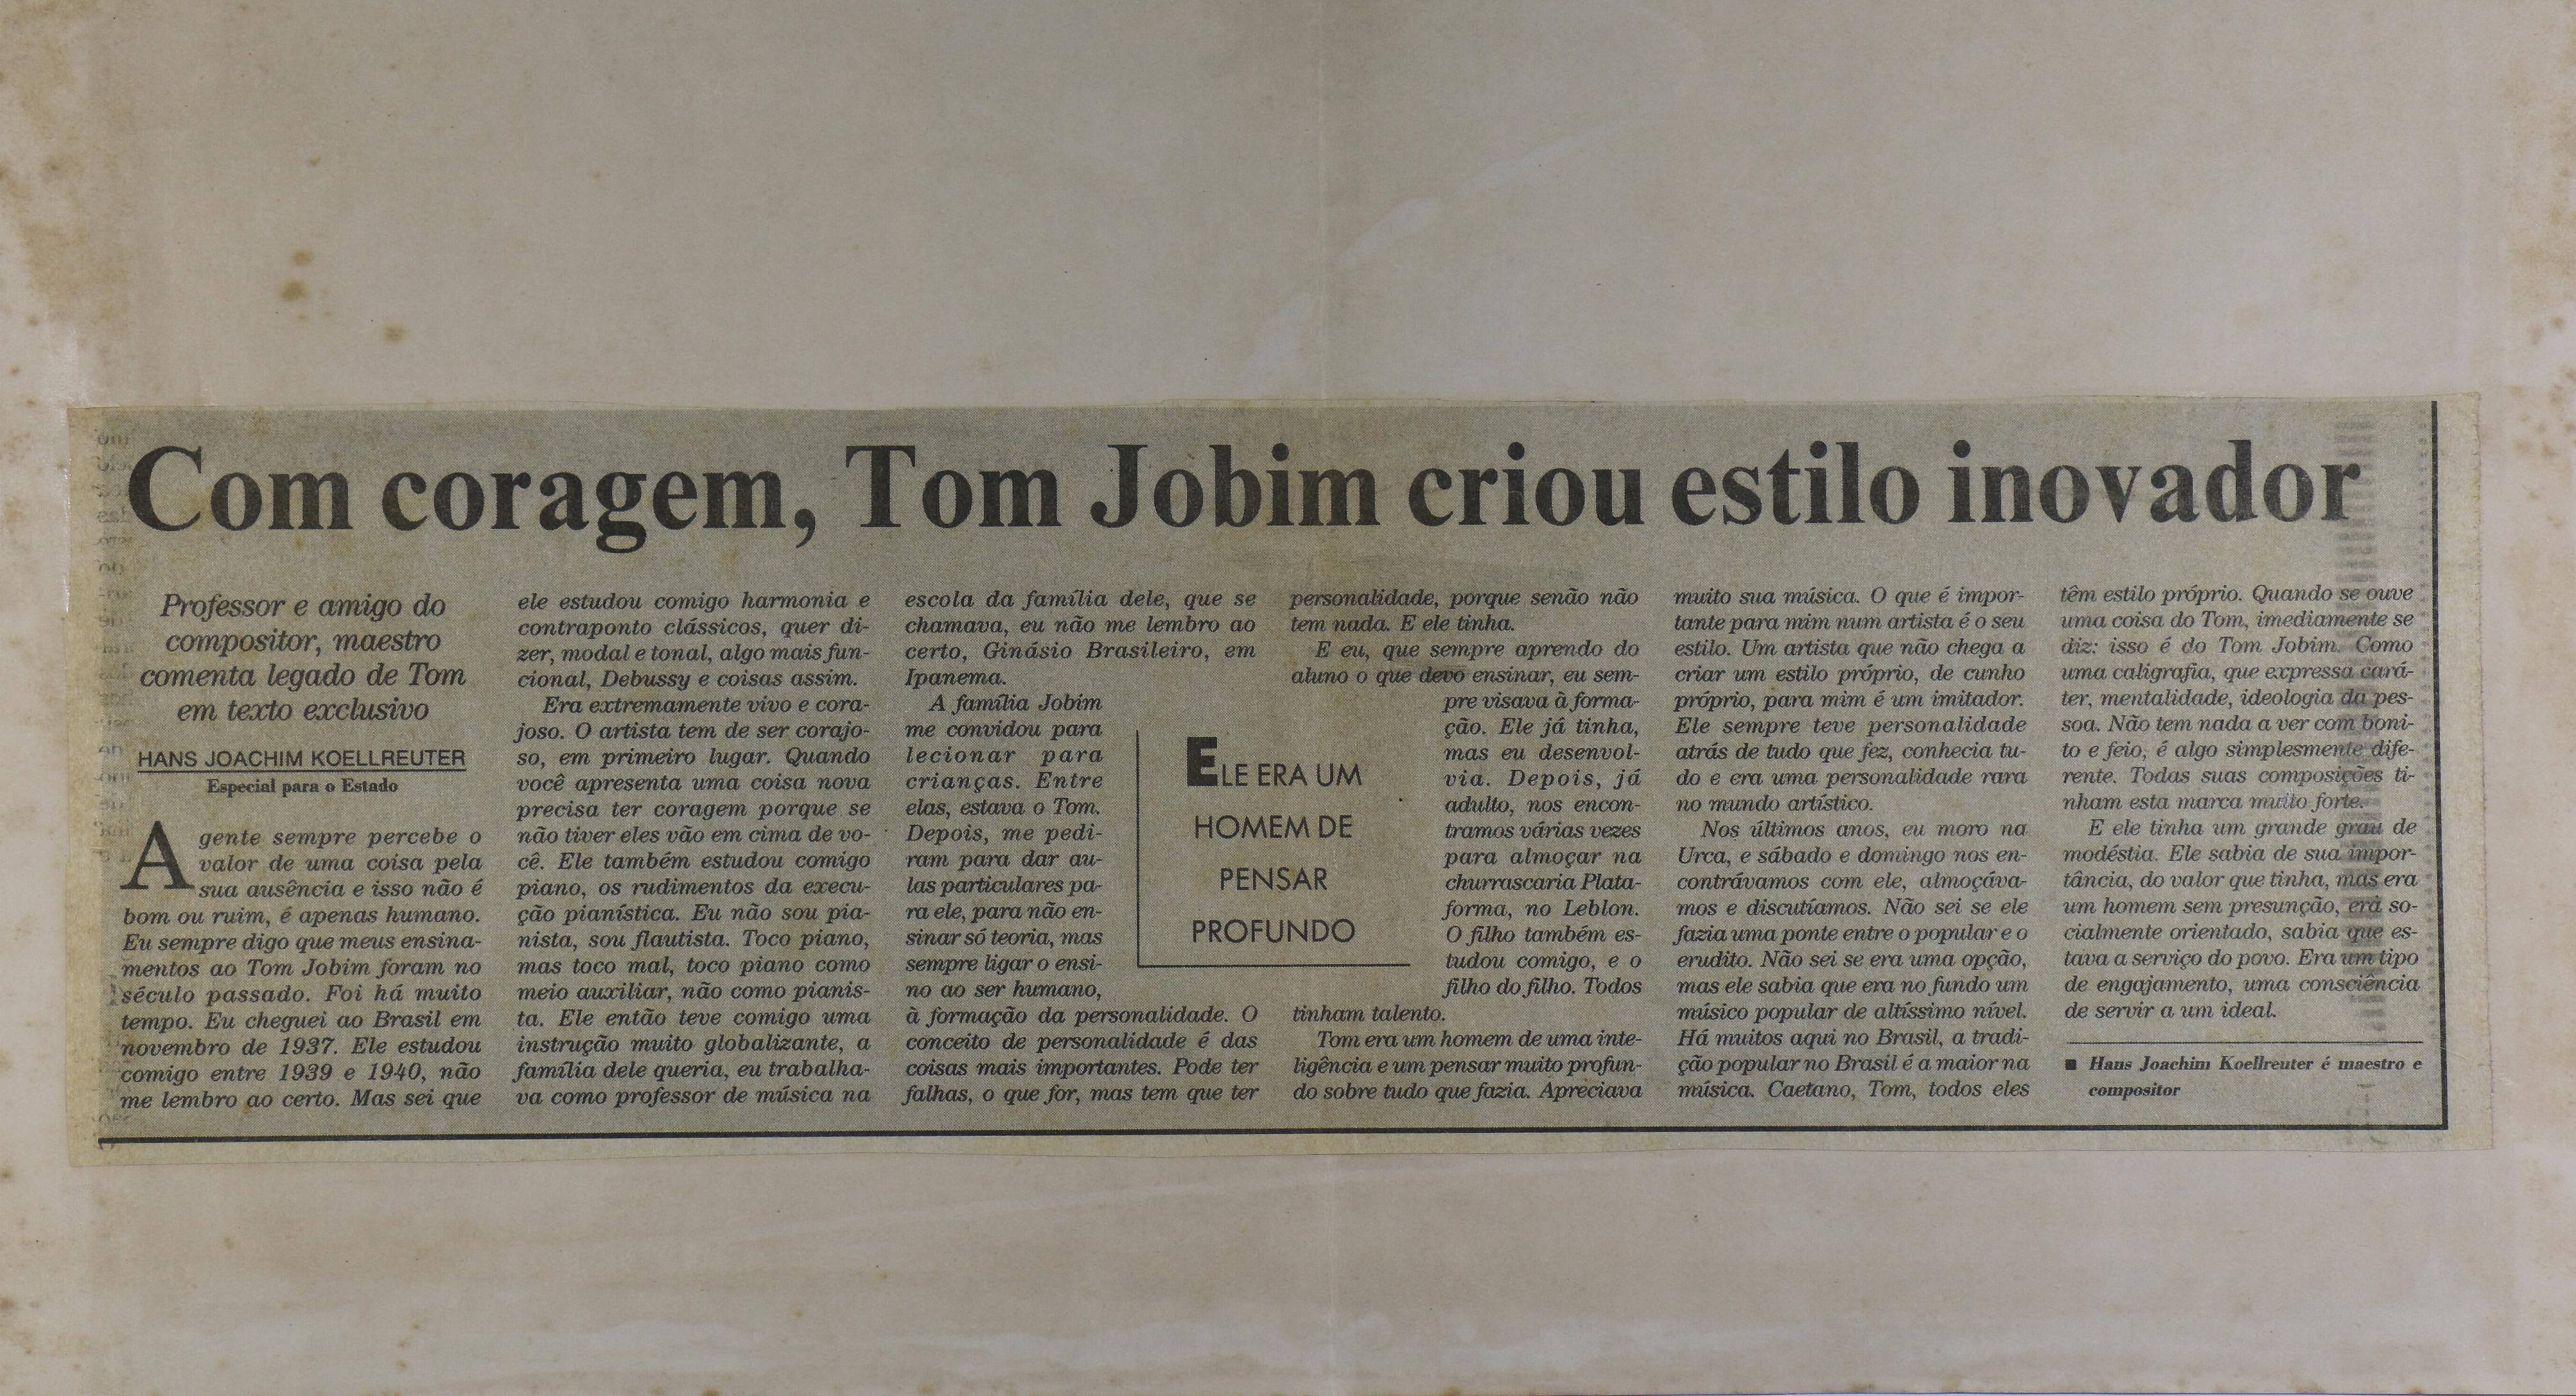 Com coragem, Tom Jobim criou estilo inovador
Professor e amigo do
compositor, maestro
comenta legado de Tom
em texto exclusivo
HANS JOACHIM KOELLREUTER
Especial para o Estado
A gente sempre percebe o
valor de uma coisa pela
sua ausência e isso não é
bom ou ruim, é apenas humano.
Eu sempre digo que meus ensina-
mentos ao Tom Jobim foram no
século passado. Foi há muito
tempo. Eu cheguei ao Brasil em
novembro de 1937. Ele estudou
comigo entre 1939 e 1940, não
me lembro ao certo. Mas sei que
ele estudou comigo harmonia e
contraponto clássicos, quer di-
zer, modal e tonal, algo mais fun-
cional, Debussy e coisas assim.
Era extremamente vivo e cora-
joso. O artista tem de ser corajo-
so, em primeiro lugar. Quando
você apresenta uma coisa nova
precisa ter coragem porque se
não tiver eles vão em cima de vo-
cê. Ele também estudou comigo
piano, os rudimentos da execu-
ção pianística. Eu não sou pia-
nista, sou flautista. Toco piano,
mas toco mal, toco piano como
meio auxiliar, não como pianis-
ta. Ele então teve comigo uma
instrução muito globalizante, a
família dele queria, eu trabalha-
va como professor de música na
escola da família dele, que se
chamava, eu não me lembro ao
certo, Ginásio Brasileiro, em
Ipanema.
A família Jobim
me convidou para
lecionar para
crianças. Entre
elas, estava o Tom.
Depois, me pedi-
ram para dar au-
las particulares pa-
ra ele, para não en-
sinar só teoria, mas
sempre ligar o ensi-
no ao ser humano,
à formação da personalidade. O
conceito de personalidade é das
coisas mais importantes. Pode ter
falhas, o que for, mas tem que ter
ELE ERA UM
HOMEM DE
PENSAR
PROFUNDO
personalidade, porque senão não
tem nada. E ele tinha.
E eu, que sempre aprendo do
aluno o que devo ensinar, eu sem-
pre visava à forma-
ção. Ele já tinha,
mas eu desenvol-
via. Depois, já
adulto, nos encon-
tramos várias vezes
para almoçar na
churrascaria Plata-
forma, no Leblon.
O filho também es-
tudou comigo, e o
filho do filho. Todos
tinham talento.
Tom era um homem de uma inte-
ligência e um pensar muito profun-
do sobre tudo que fazia. Apreciava
muito sua música. O que é impor-
tante para mim num artista é o seu
estilo. Um artista que não chega a
criar um estilo próprio, de cunho
próprio, para mim é um imitador.
Ele sempre teve personalidade
atrás de tudo que fez, conhecia tu-
do e era uma personalidade rara
no mundo artístico.
Nos últimos anos, eu moro na
Urca, e sábado e domingo nos en-
contrávamos com ele, almoçáva-
mos e discutíamos. Não sei se ele
fazia uma ponte entre o popular e o
erudito. Não sei se era uma opção,
mas ele sabia que era no fundo um
músico popular de altíssimo nível.
Há muitos aqui no Brasil, a tradi-
ção popular no Brasil é a maior na
música. Caetano, Tom, todos eles
têm estilo próprio. Quando se ouve
uma coisa do Tom, imediamente se
diz: isso é do Tom Jobim. Como
uma caligrafia, que expressa cará-
ter, mentalidade, ideologia da pes-
soa. Não tem nada a ver com boni-
to e feio, é algo simplesmente dife-
rente. Todas suas composições ti-
nham esta marca muito forte.
E ele tinha um grande grau de
modéstia. Ele sabia de sua impor-
tância, do valor que tinha, mas era
um homem sem presunção, era so-
cialmente orientado, sabia que es-
tava a serviço do povo. Era um tipo
de engajamento, uma consciência
de servir a um ideal.
■ Hans Joachim Koellreuter é maestro e
compositor